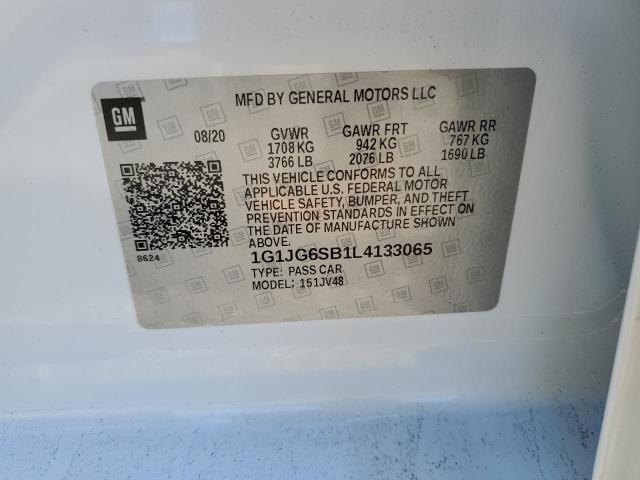 GM
MFD BY GENERAL MOTORS LLC
08/20 GVWR GAWR FRT GAWR RR
1708 KG 942 KG 767 KG
3766 LB 2076 LB 1690 LB
THIS VEHICLE CONFORMS TO ALL
APPLICABLE U.S. FEDERAL MOTOR
VEHICLE SAFETY, BUMPER, AND THEFT
PREVENTION STANDARDS IN EFFECT ON
THE DATE OF MANUFACTURE SHOWN
ABOVE.
8624
1G1JG6SB1L4133065
TYPE: PASS CAR
MODEL: 151JV48